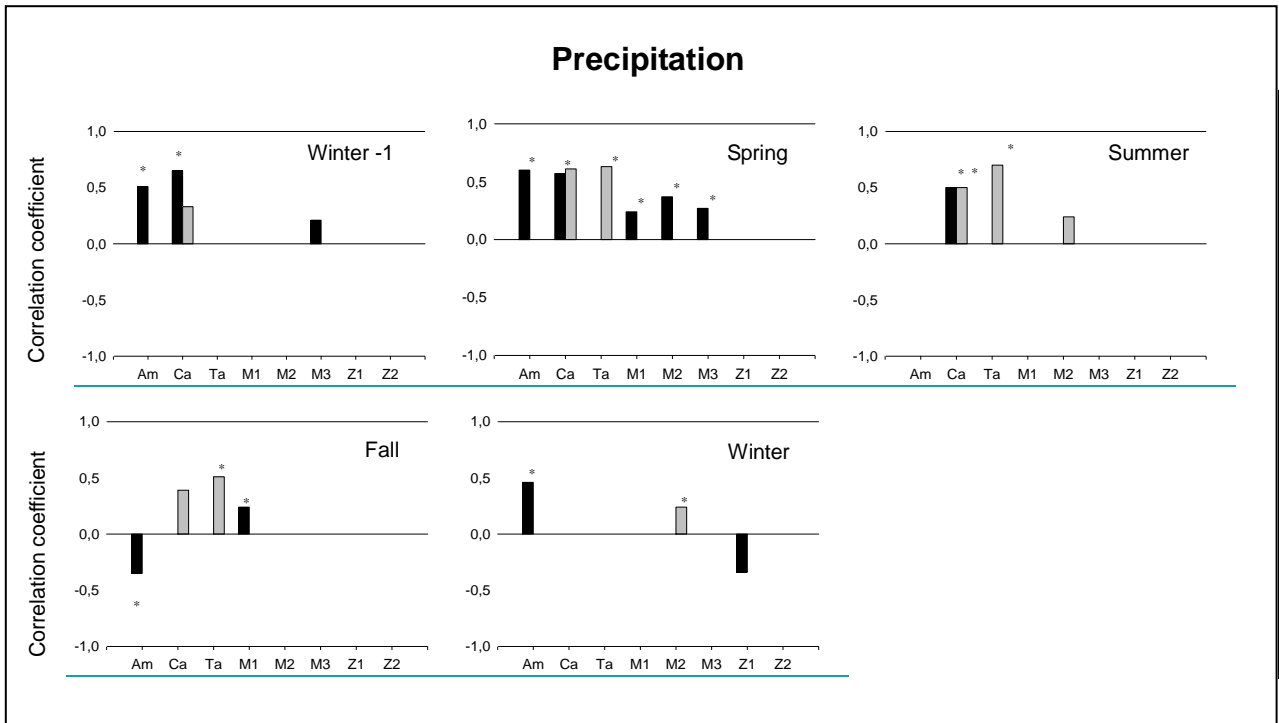 Precipitation
Correlation coefficient
1,0
0,5
0,0
-0,5
-1,0
Winter -1
* *
Am Ca Ta M1 M2 M3 Z1 Z2
1,0
0,5
0,0
-0,5
-1,0
Spring
* * * * * *
Am Ca Ta M1 M2 M3 Z1 Z2
1,0
0,5
0,0
-0,5
-1,0
Summer
* * *
Am Ca Ta M1 M2 M3 Z1 Z2
Correlation coefficient
1,0
0,5
0,0
-0,5
-1,0
Fall
* * *
Am Ca Ta M1 M2 M3 Z1 Z2
1,0
0,5
0,0
-0,5
-1,0
Winter
* *
Am Ca Ta M1 M2 M3 Z1 Z2